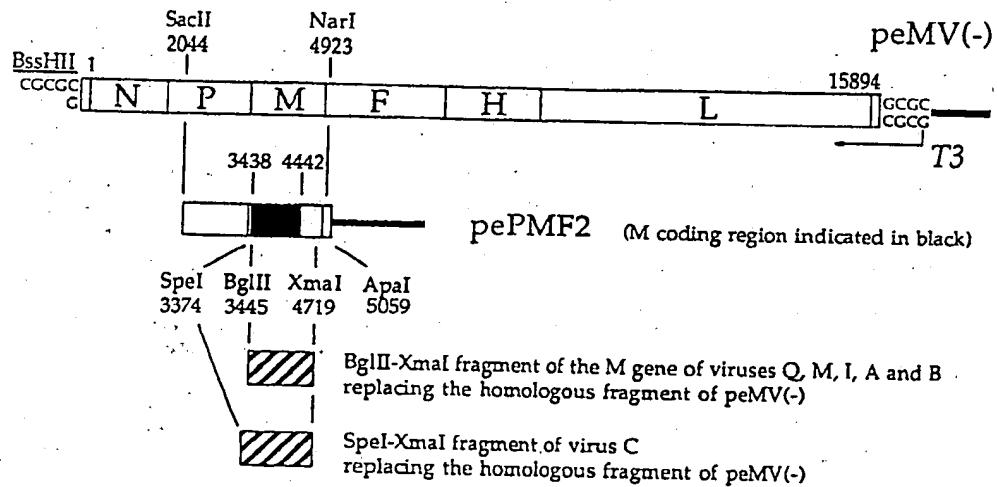 SacII NarI peMV(-)
2044 4923
BssHII 1 15894
CGCGC N P M F H L GCGC
G CGCG
T3
3438 4442
pePMF2 (M coding region indicated in black)
SpeI BglII XmaI ApaI
3374 3445 4719 5059
BglII-XmaI fragment of the M gene of viruses Q, M, I, A and B
replacing the homologous fragment of peMV(-)
SpeI-XmaI fragment of virus C
replacing the homologous fragment of peMV(-)